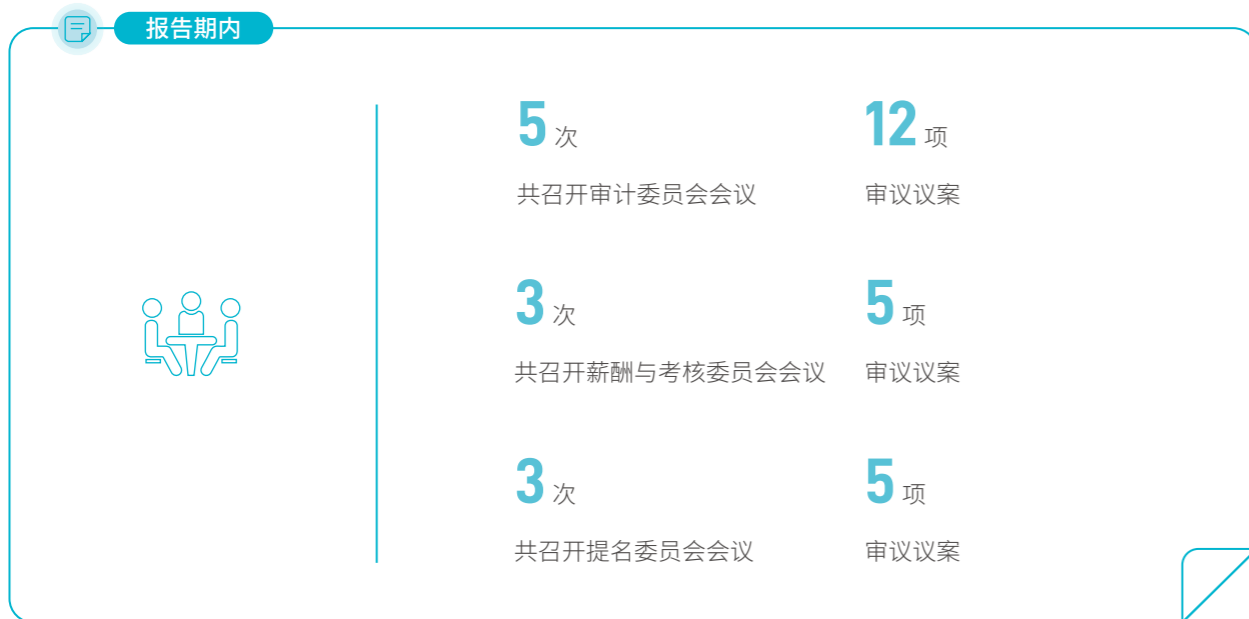 报告期内
5 次
12 项
共召开审计委员会会议
审议议案
3 次
5 项
共召开薪酬与考核委员会会议
审议议案
3 次
5 项
共召开提名委员会会议
审议议案